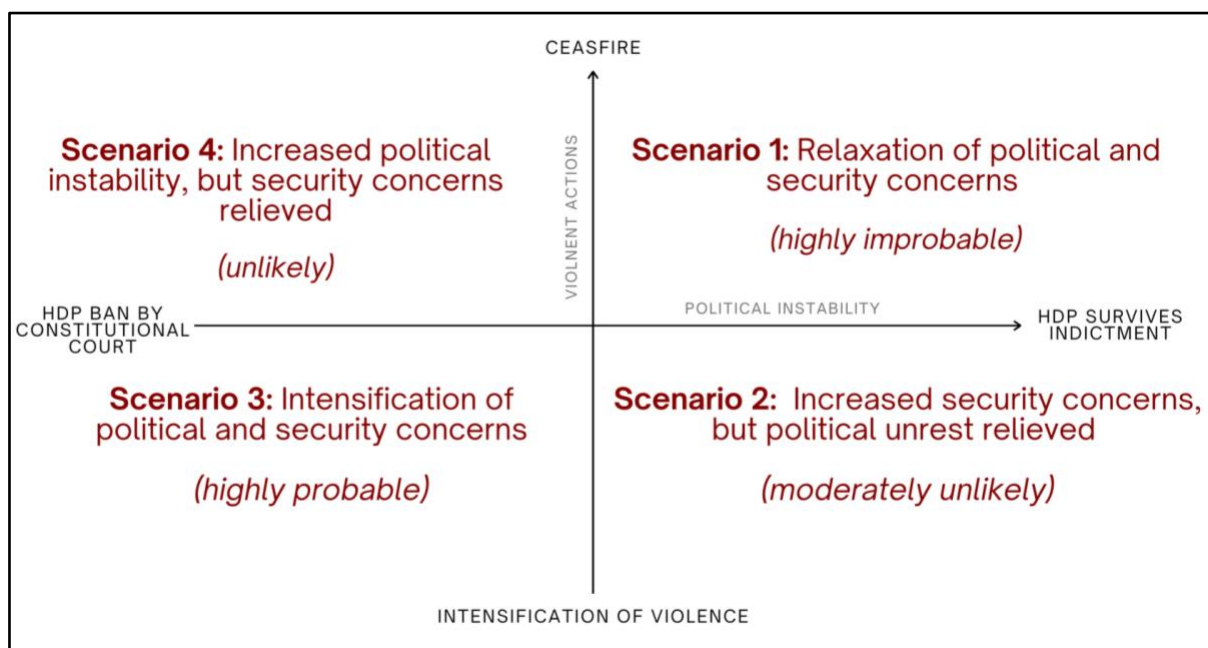 CEASFIRE
Scenario 4: Increased political
instability, but security concerns
relieved
(unlikely)
VIOLNENT ACTIONS
Scenario 1: Relaxation of political and
security concerns
(highly improbable)
HDP BAN BY
CONSTITUTIONAL
COURT
POLITICAL INSTABILITY
HDP SURVIVES
INDICTMENT
Scenario 3: Intensification of
political and security concerns
(highly probable)
Scenario 2: Increased security concerns,
but political unrest relieved
(moderately unlikely)
INTENSIFICATION OF VIOLENCE